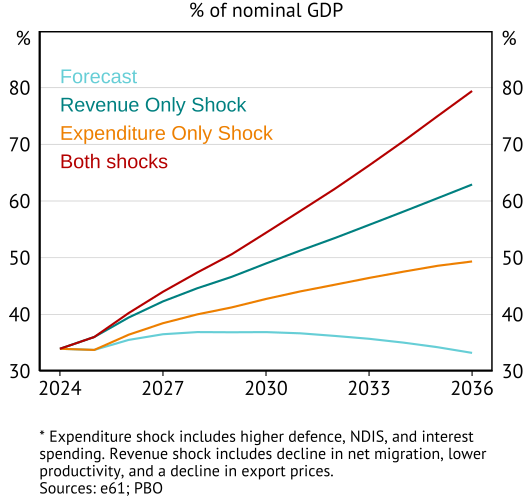 % of nominal GDP
% %
Forecast
80 80
Revenue Only Shock
Expenditure Only Shock
70 70
Both shocks
60 60
50 50
40 40
30 30
2024 2027 2030 2033 2036
* Expenditure shock includes higher defence, NDIS, and interest
spending. Revenue shock includes decline in net migration, lower
productivity, and a decline in export prices.
Sources: e61; PBO